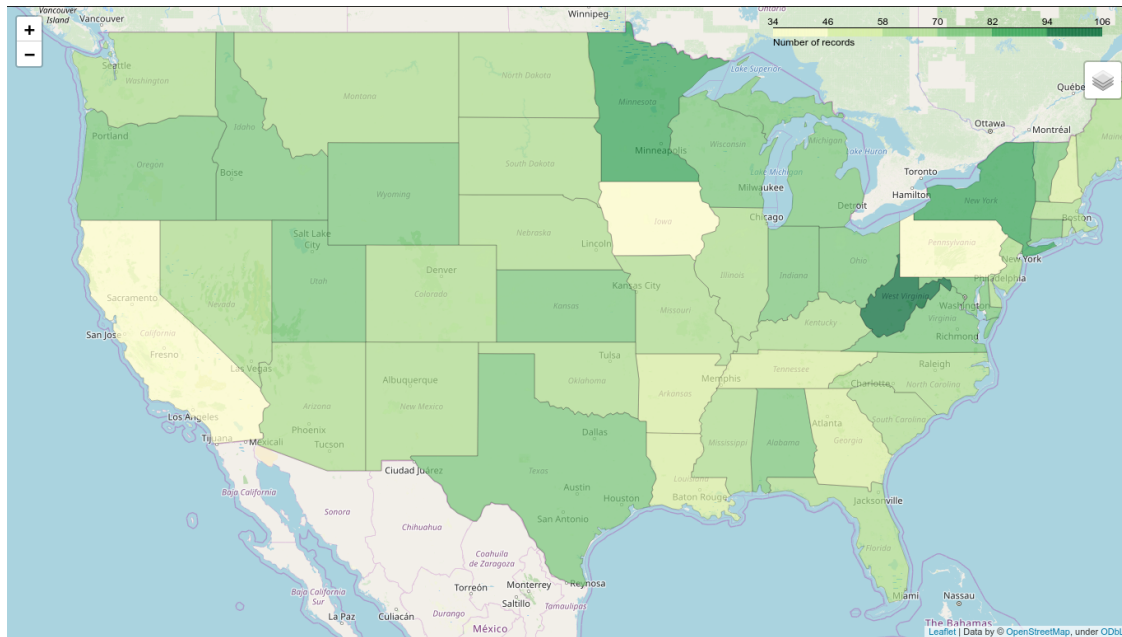 Vancouver
Island
Vancouver
Winnipeg
Ontario
+
−
34 46 58 70 82 94 106
Number of records
Seattle
Washington
Montana
North Dakota
Minnesota
Lake Superior
Québec
Ottawa
Montréal
Maine
Portland
Oregon
Idaho
Boise
South Dakota
Minneapolis
Wisconsin
Michigan
Lake Huron
Toronto
Hamilton
Lake Michigan
Milwaukee
Detroit
New York
Boston
Wyoming
Salt Lake
City
Utah
Nebraska
Lincoln
Iowa
Chicago
Pennsylvania
New York
Philadelphia
Sacramento
Nevada
Denver
Colorado
Kansas
Kansas City
Missouri
Illinois
Indiana
Ohio
West Virginia
Washington
Virginia
Richmond
San Jose
California
Fresno
Las Vegas
Kentucky
Tulsa
Oklahoma
Albuquerque
New Mexico
Arizona
Phoenix
Tucson
Los Angeles
Tijuana
Mexicali
Memphis
Arkansas
Tennessee
Charlotte
Raleigh
North Carolina
South Carolina
Atlanta
Georgia
Alabama
Mississippi
Dallas
Texas
Austin
Houston
San Antonio
Louisiana
Baton Rouge
Jacksonville
Florida
Miami
Ciudad Juárez
Baja California
Sonora
Chihuahua
Coahuila
de Zaragoza
Reynosa
Monterrey
Torreón
Saltillo
Tamaulipas
Durango
Baja California
Sur
La Paz
Culiacán
México
Nassau
The Bahamas
Leaflet | Data by © OpenStreetMap, under ODbL